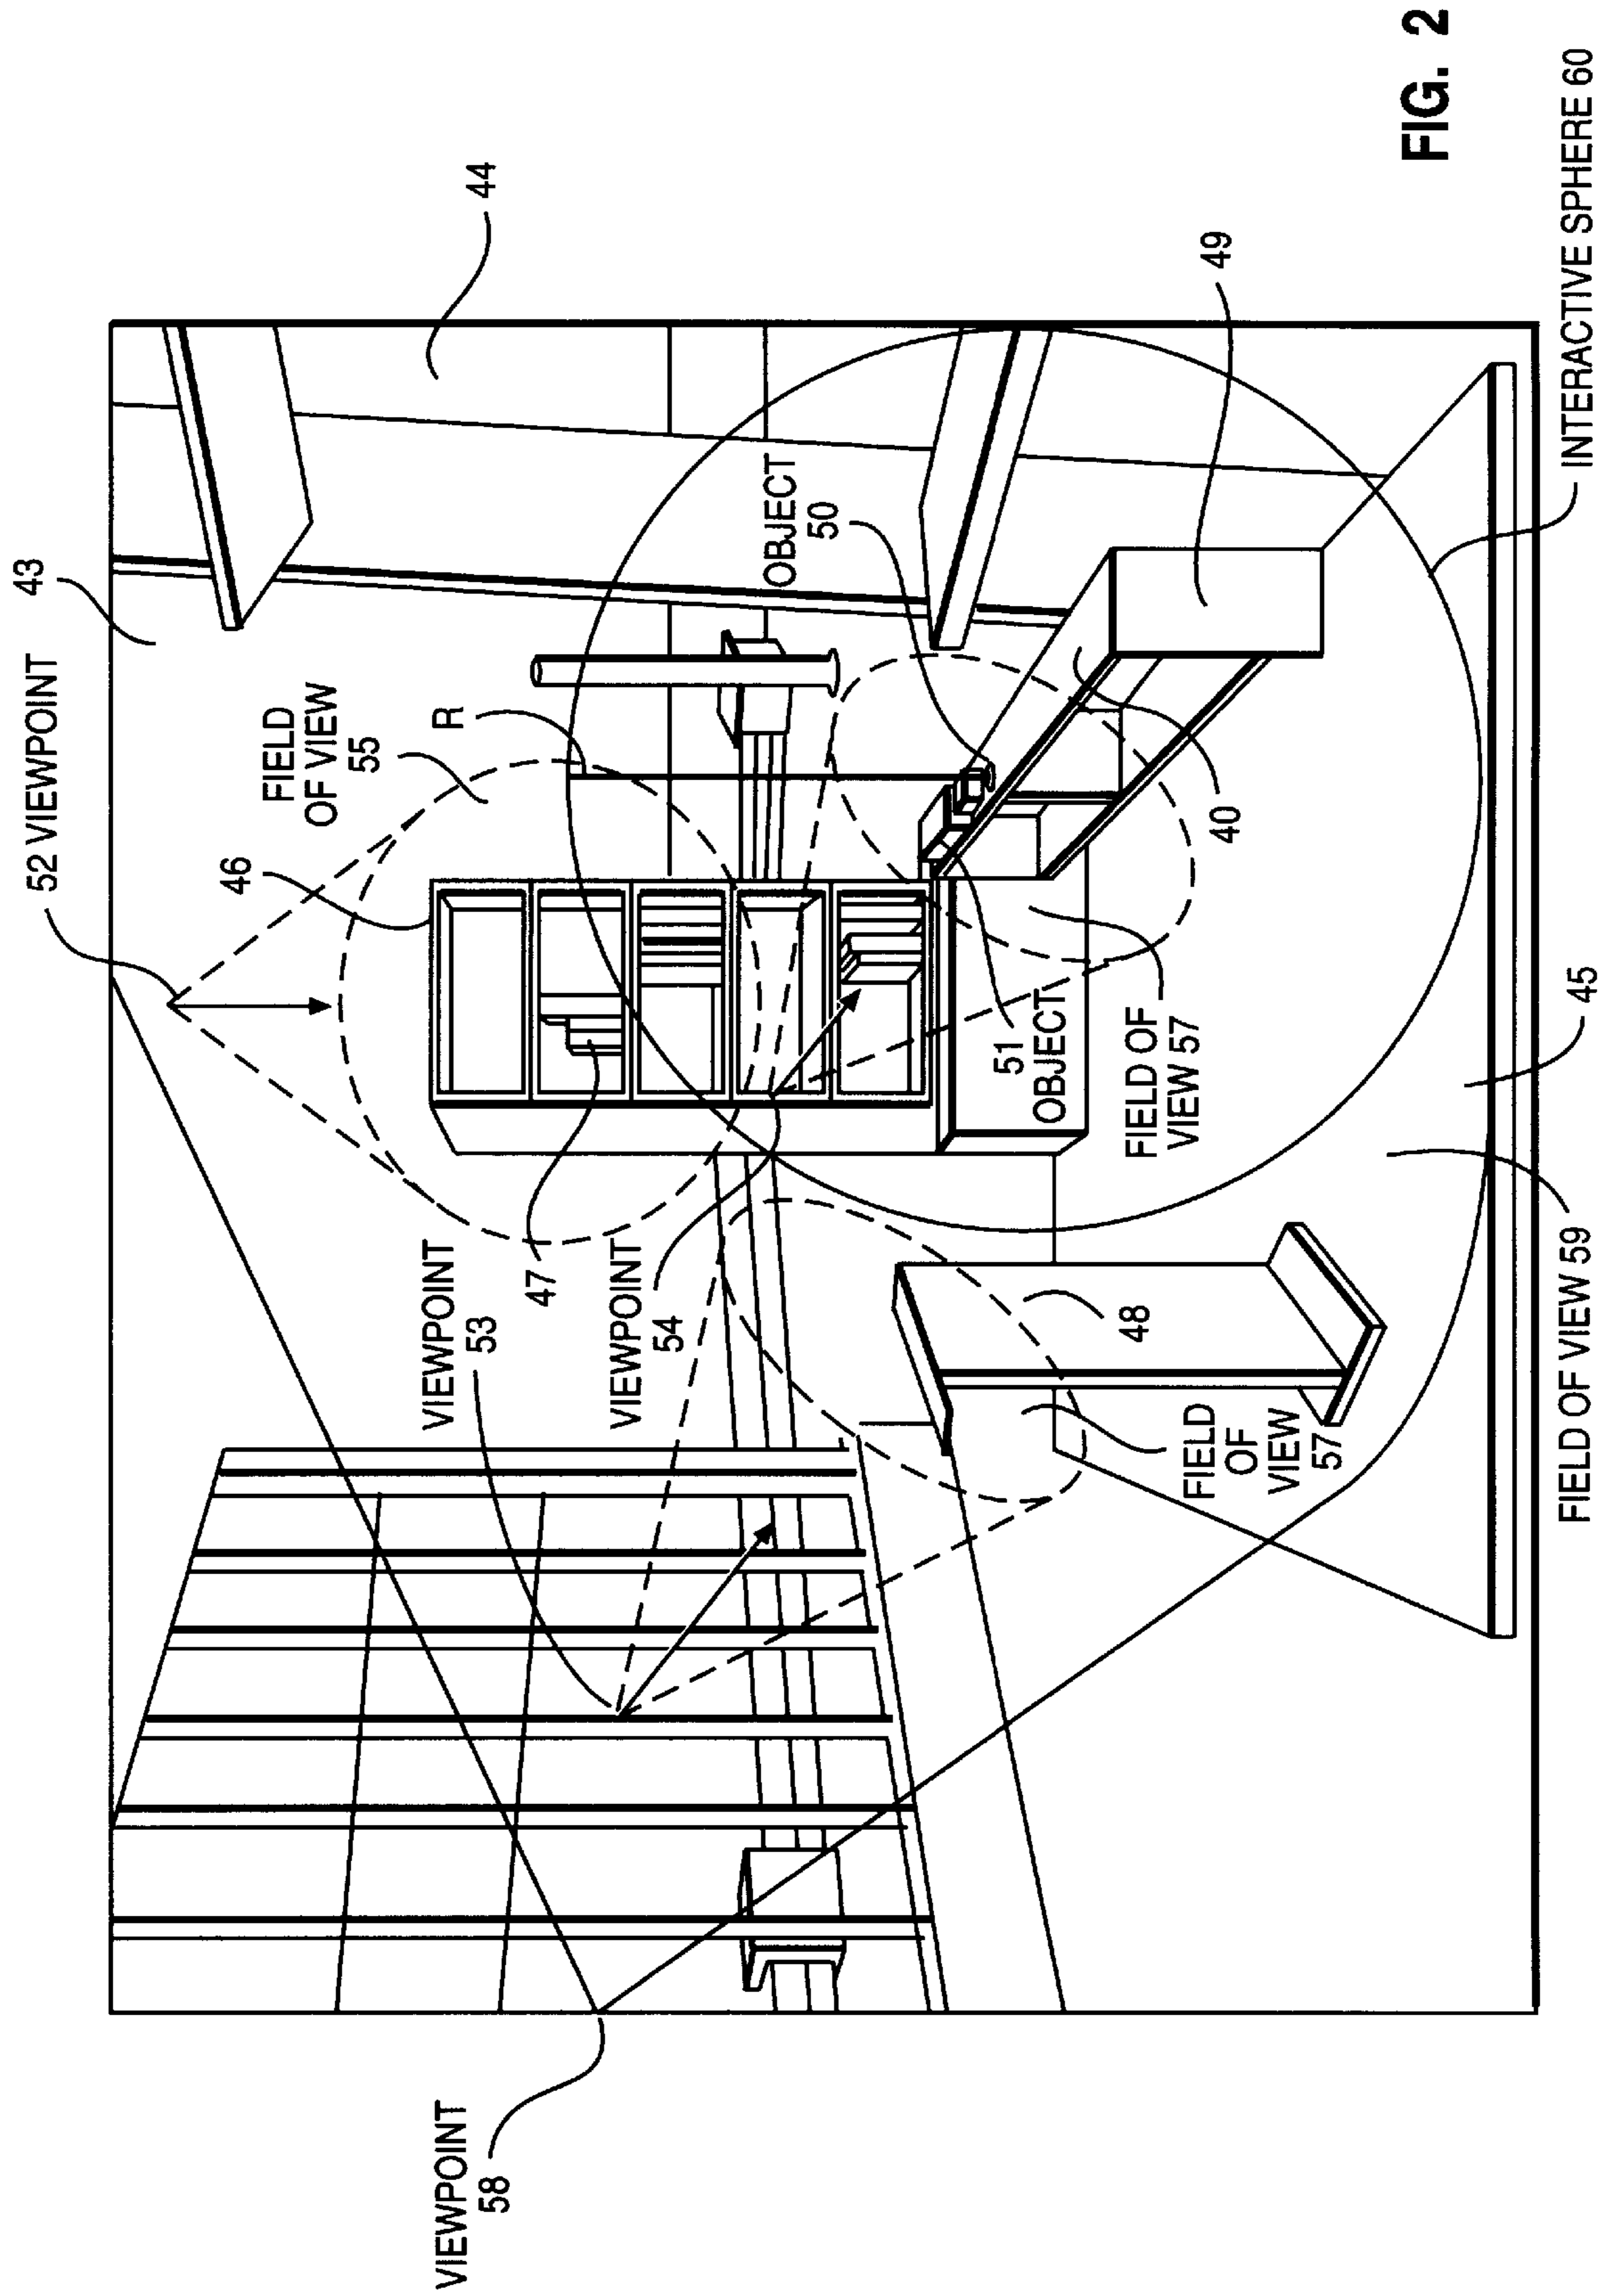 52 VIEWPOINT
43
46
FIELD
OF VIEW
55
VIEWPOINT
58
VIEWPOINT
53
R
44
47
VIEWPOINT
54
OBJECT
50
51
OBJECT
48
FIELD OF
VIEW 57
FIELD
OF
VIEW
57
40
49
FIG. 2
FIELD OF VIEW 59
45
INTERACTIVE SPHERE 60